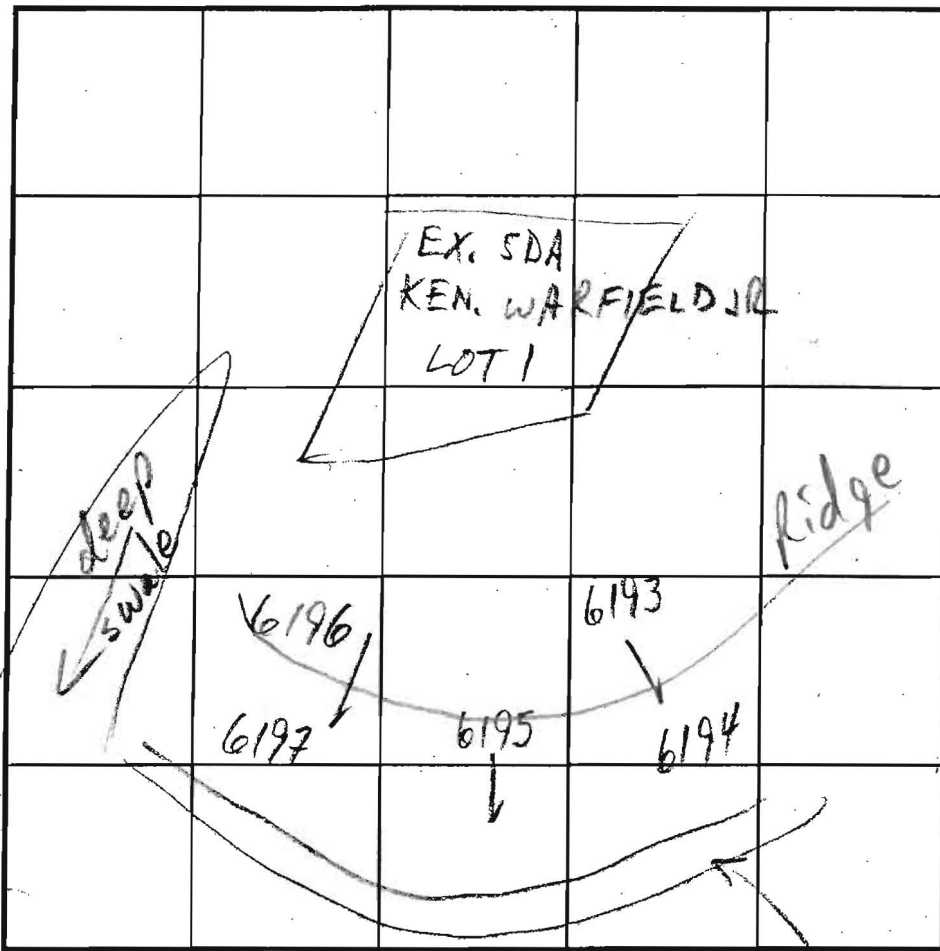 EX. SDA
KEN. WARFIELD JR
LOT 1
deep
swale
Ridge
6196
6193
6197
6195
6194